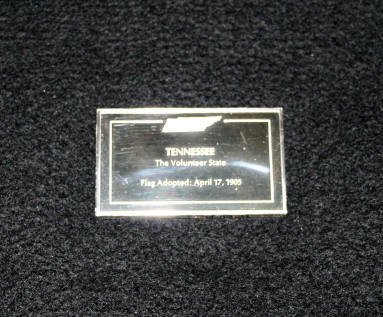 TENNESSEE
The Volunteer State
Flag Adopted: April 17, 1905